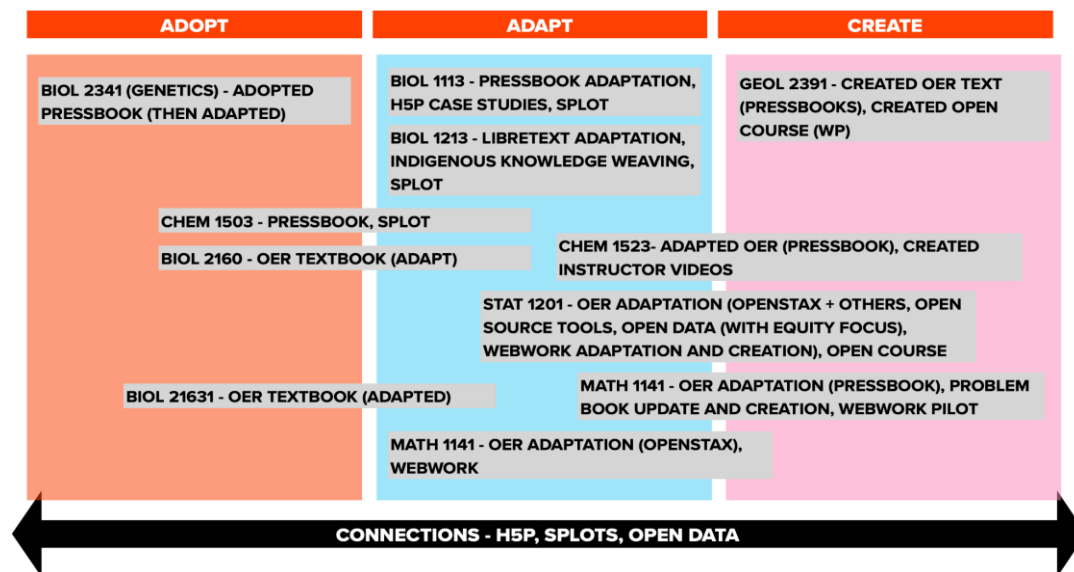 ADOPT
ADAPT
CREATE
BIOL 2341 (GENETICS) - ADOPTED
PRESSBOOK (THEN ADAPTED)
BIOL 1113 - PRESSBOOK ADAPTATION,
H5P CASE STUDIES, SPLOT
GEOL 2391 - CREATED OER TEXT
(PRESSBOOKS), CREATED OPEN
COURSE (WP)
BIOL 1213 - LIBRETEXT ADAPTATION,
INDIGENOUS KNOWLEDGE WEAVING,
SPLOT
CHEM 1503 - PRESSBOOK, SPLOT
BIOL 2160 - OER TEXTBOOK (ADAPT)
CHEM 1523- ADAPTED OER (PRESSBOOK), CREATED
INSTRUCTOR VIDEOS
STAT 1201 - OER ADAPTATION (OPENSTAX + OTHERS, OPEN
SOURCE TOOLS, OPEN DATA (WITH EQUITY FOCUS),
WEBWORK ADAPTATION AND CREATION), OPEN COURSE
BIOL 21631 - OER TEXTBOOK (ADAPTED)
MATH 1141 - OER ADAPTATION (PRESSBOOK), PROBLEM
BOOK UPDATE AND CREATION, WEBWORK PILOT
MATH 1141 - OER ADAPTATION (OPENSTAX),
WEBWORK
CONNECTIONS - H5P, SPLOTS, OPEN DATA